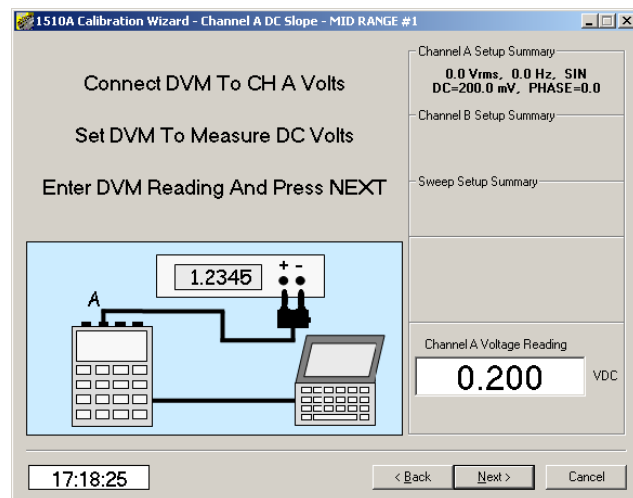 1510A Calibration Wizard - Channel A DC Slope - MID RANGE #1
Connect DVM To CH A Volts
Set DVM To Measure DC Volts
Enter DVM Reading And Press NEXT
1.2345
+ -
A
Channel A Setup Summary
0.0 Vrms, 0.0 Hz, SIN
DC=200.0 mV, PHASE=0.0
Channel B Setup Summary
Sweep Setup Summary
Channel A Voltage Reading
0.200 VDC
17:18:25
< Back
Next >
Cancel